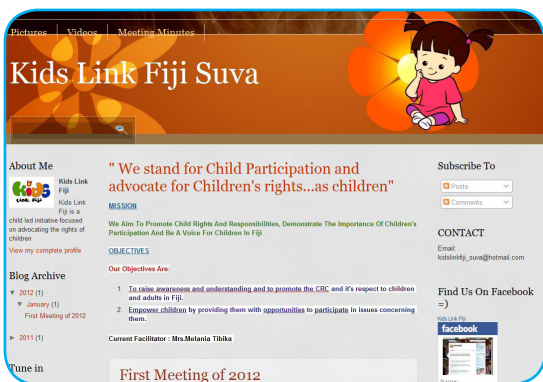 Pictures
Videos
Meeting Minutes
Kids Link Fiji Suva
About Me
Kids
Link Fiji
Kids Link
Fiji
Kids Link
Fiji is a
child led initiative focused
on advocating the rights of
children
View my complete profile
Blog Archive
▼ 2012 (1)
▼ January (1)
First Meeting of 2012
► 2011 (1)
Tune in
" We stand for Child Participation and
advocate for Children's rights...as children"
MISSION
We Aim To Promote Child Rights And Responsibilities, Demonstrate The Importance Of Children's
Participation And Be A Voice For Children In Fiji
OBJECTIVES
Our Objectives Are:
1. To raise awareness and understanding and to promote the CRC and it's respect to children
and adults in Fiji.
2. Empower children by providing them with opportunities to participate in issues concerning
them.
Current Facilitator : Mrs.Melania Tibika
First Meeting of 2012
Subscribe To
Posts
Comments
CONTACT
Email:
kidslinkfiji_suva@hotmail.com
Find Us On Facebook
=)
Kids Link Fiji
facebook
Name: